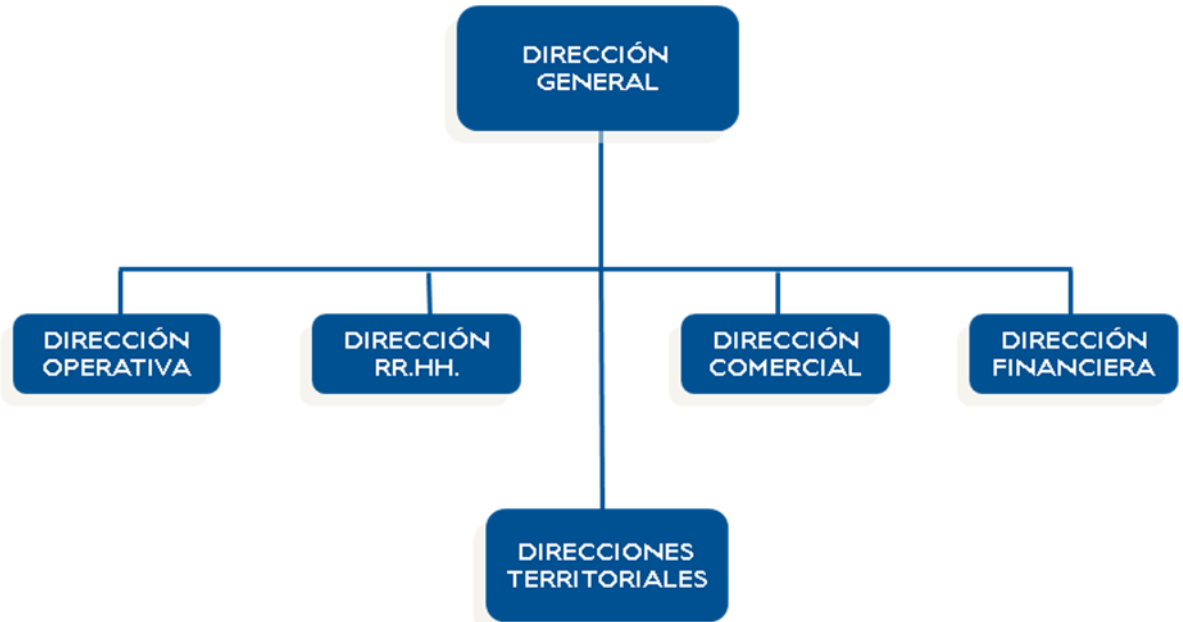 DIRECCIÓN
GENERAL
DIRECCIÓN
OPERATIVA
DIRECCIÓN
RR.HH.
DIRECCIÓN
COMERCIAL
DIRECCIÓN
FINANCIERA
DIRECCIONES
TERRITORIALES